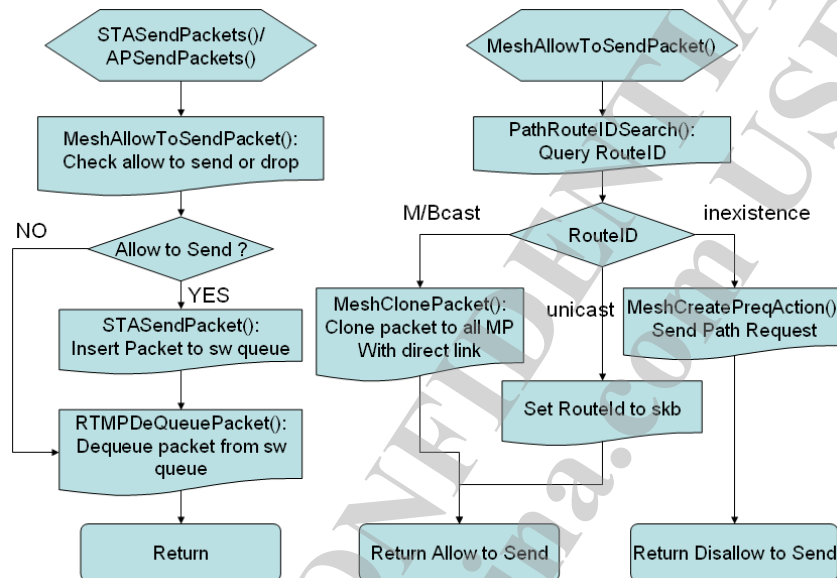 STASendPackets()/
APSendPackets()
MeshAllowToSendPacket():
Check allow to send or drop
NO
Allow to Send ?
YES
STASendPacket():
Insert Packet to sw queue
RTMPDeQueuePacket():
Dequeue packet from sw
queue
Return
MeshAllowToSendPacket()
PathRouteIDSearch():
Query RouteID
M/Bcast
RouteID
inexistence
MeshClonePacket():
Clone packet to all MP
With direct link
unicast
MeshCreatePreqAction()
Send Path Request
Set RouteId to skb
Return Allow to Send
Return Disallow to Send